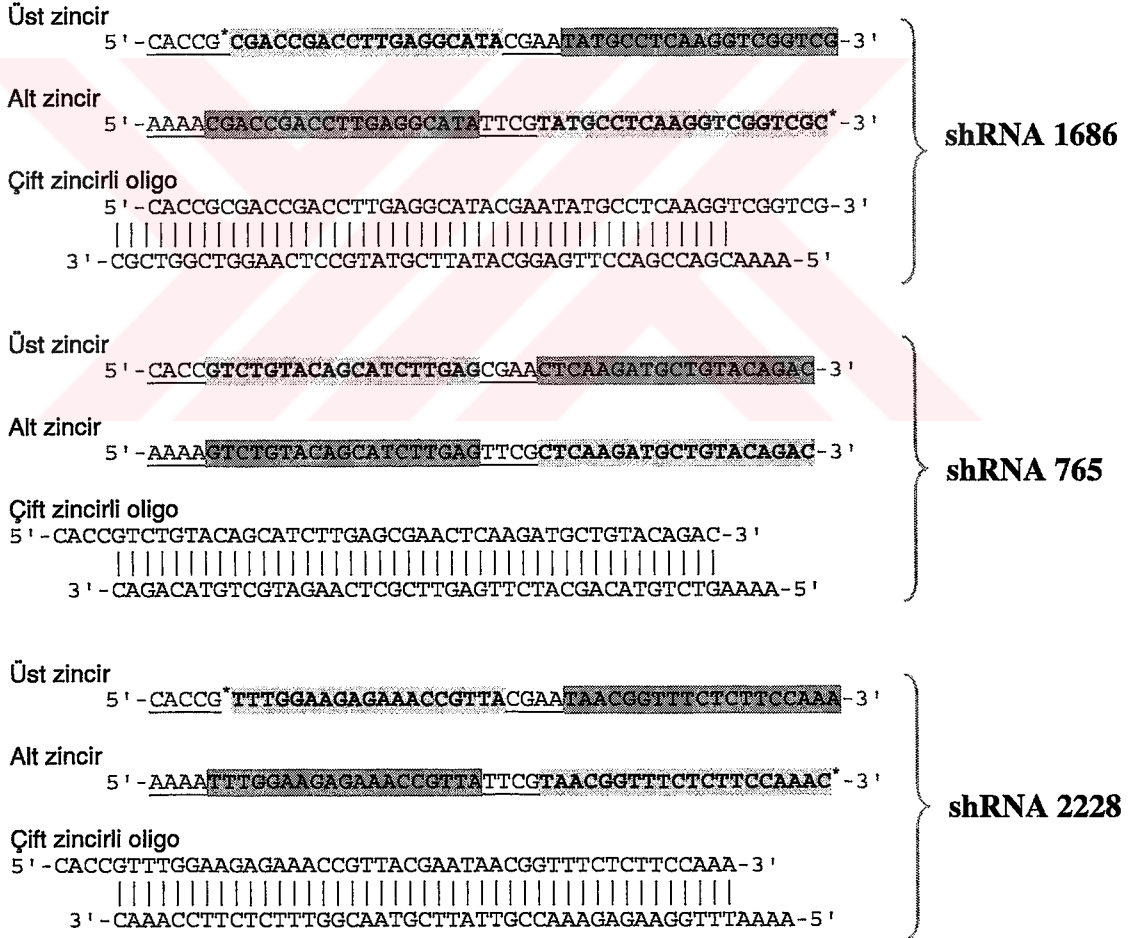 Üst zincir
5'-CACCG*CGACCGACCTTGAGGCATACGAATATGCCTCAAGGTCGGTCG-3'
Alt zincir
5'-AAAACGACCGACCTTGAGGCATATTCGTATGCCTCAAGGTCGGTCGC*-3'
shRNA 1686
Çift zincirli oligo
5'-CACCGCGACCGACCTTGAGGCATACGAATATGCCTCAAGGTCGGTCG-3'
3'-CGCTGGCTGGAACTCCGTATGCTTATACGGAGTTCCAGCCAGCAAAA-5'
Üst zincir
5'-CACCGTCTGTACAGCATCTTGAGCGAACTCAAGATGCTGTACAGAC-3'
Alt zincir
5'-AAAAGTCTGTACAGCATCTTGAGTTCGCTCAAGATGCTGTACAGAC-3'
shRNA 765
Çift zincirli oligo
5'-CACCGTCTGTACAGCATCTTGAGCGAACTCAAGATGCTGTACAGAC-3'
3'-CAGACATGTCGTAGAACTCGCTTGAGTTCTACGACATGTCTGAAAA-5'
Üst zincir
5'-CACCG*TTTGGAAGAGAAACCGTTACGAATAACGGTTTCTCTTCCAAA-3'
Alt zincir
5'-AAAATTTGGAAGAGAAACCGTTATTCGTAACGGTTTCTCTTCCAAAC*-3'
shRNA 2228
Çift zincirli oligo
5'-CACCGTTTGGAAGAGAAACCGTTACGAATAACGGTTTCTCTTCCAAA-3'
3'-CAAACCTTCTCTTTGGCAATGCTTATTGCCAAAGAGAAGGTTTAAAA-5'